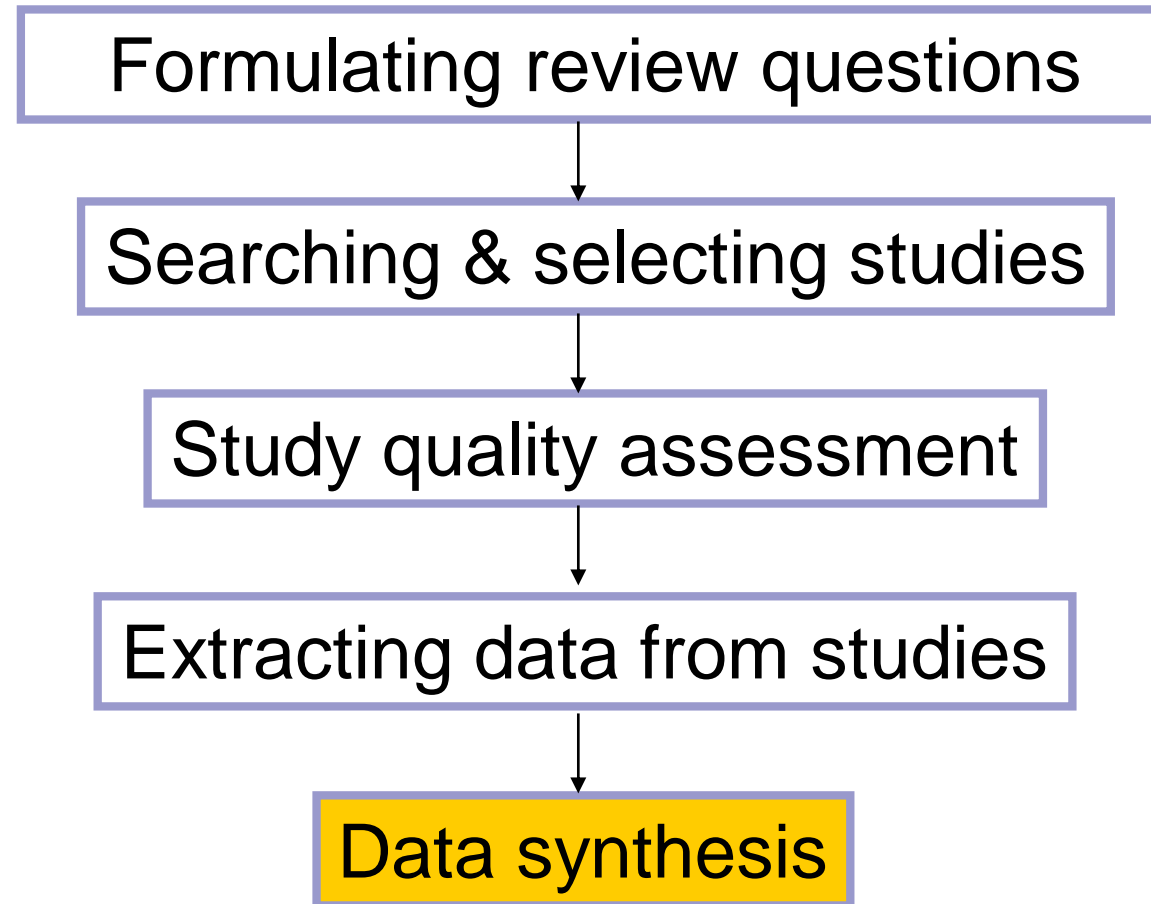 Formulating review questions
Searching & selecting studies
Study quality assessment
Extracting data from studies
Data synthesis